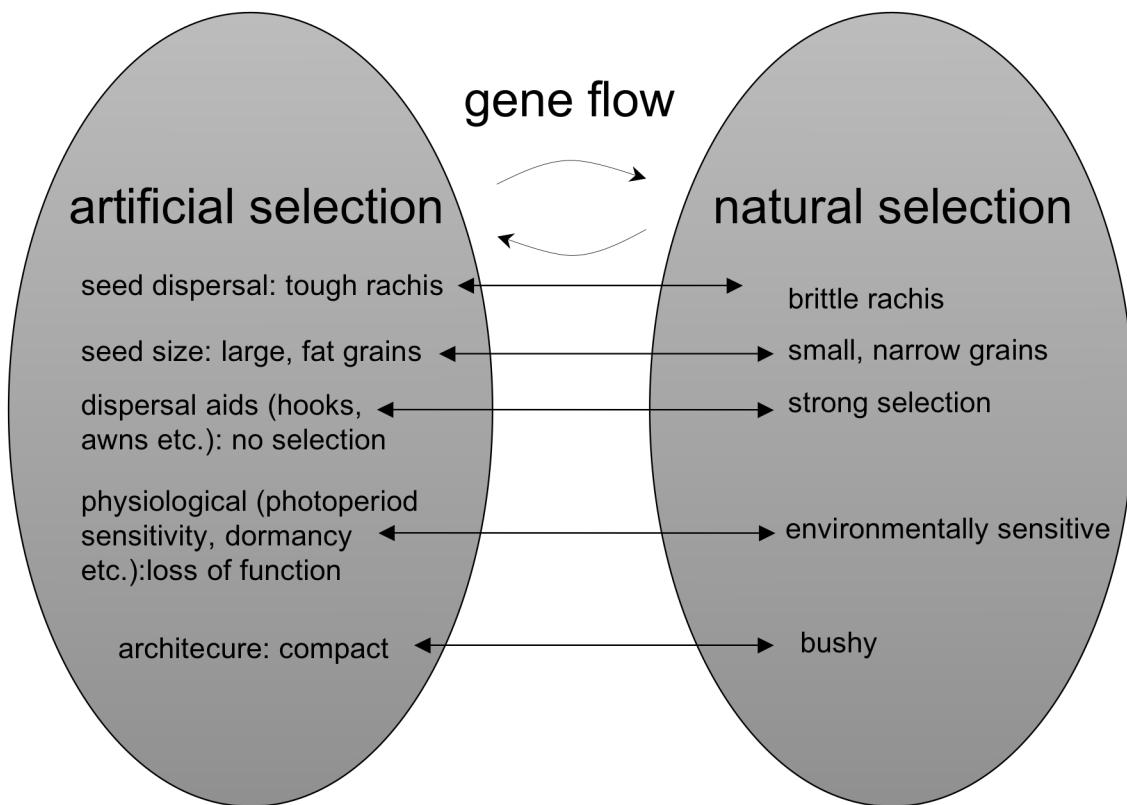 gene flow
artificial selection
natural selection
seed dispersal: tough rachis
brittle rachis
seed size: large, fat grains
small, narrow grains
dispersal aids (hooks,
awns etc.): no selection
strong selection
physiological (photoperiod
sensitivity, dormancy
etc.):loss of function
environmentally sensitive
architecure: compact
bushy